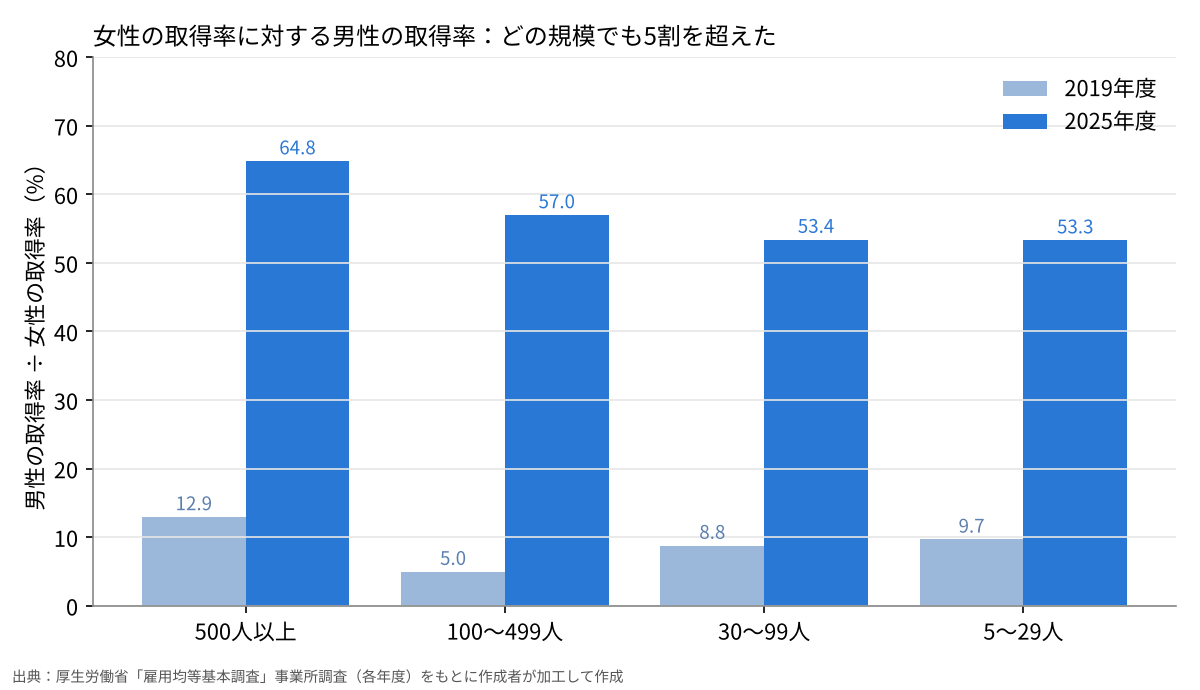 女性の取得率に対する男性の取得率：どの規模でも5割を超えた
男性の取得率 ÷ 女性の取得率（%）
80
70
60
50
40
30
20
10
0
2019年度
2025年度
64.8
57.0
53.4
53.3
12.9
5.0
8.8
9.7
500人以上
100〜499人
30〜99人
5〜29人
出典：厚生労働省「雇用均等基本調査」事業所調査（各年度）をもとに作成者が加工して作成